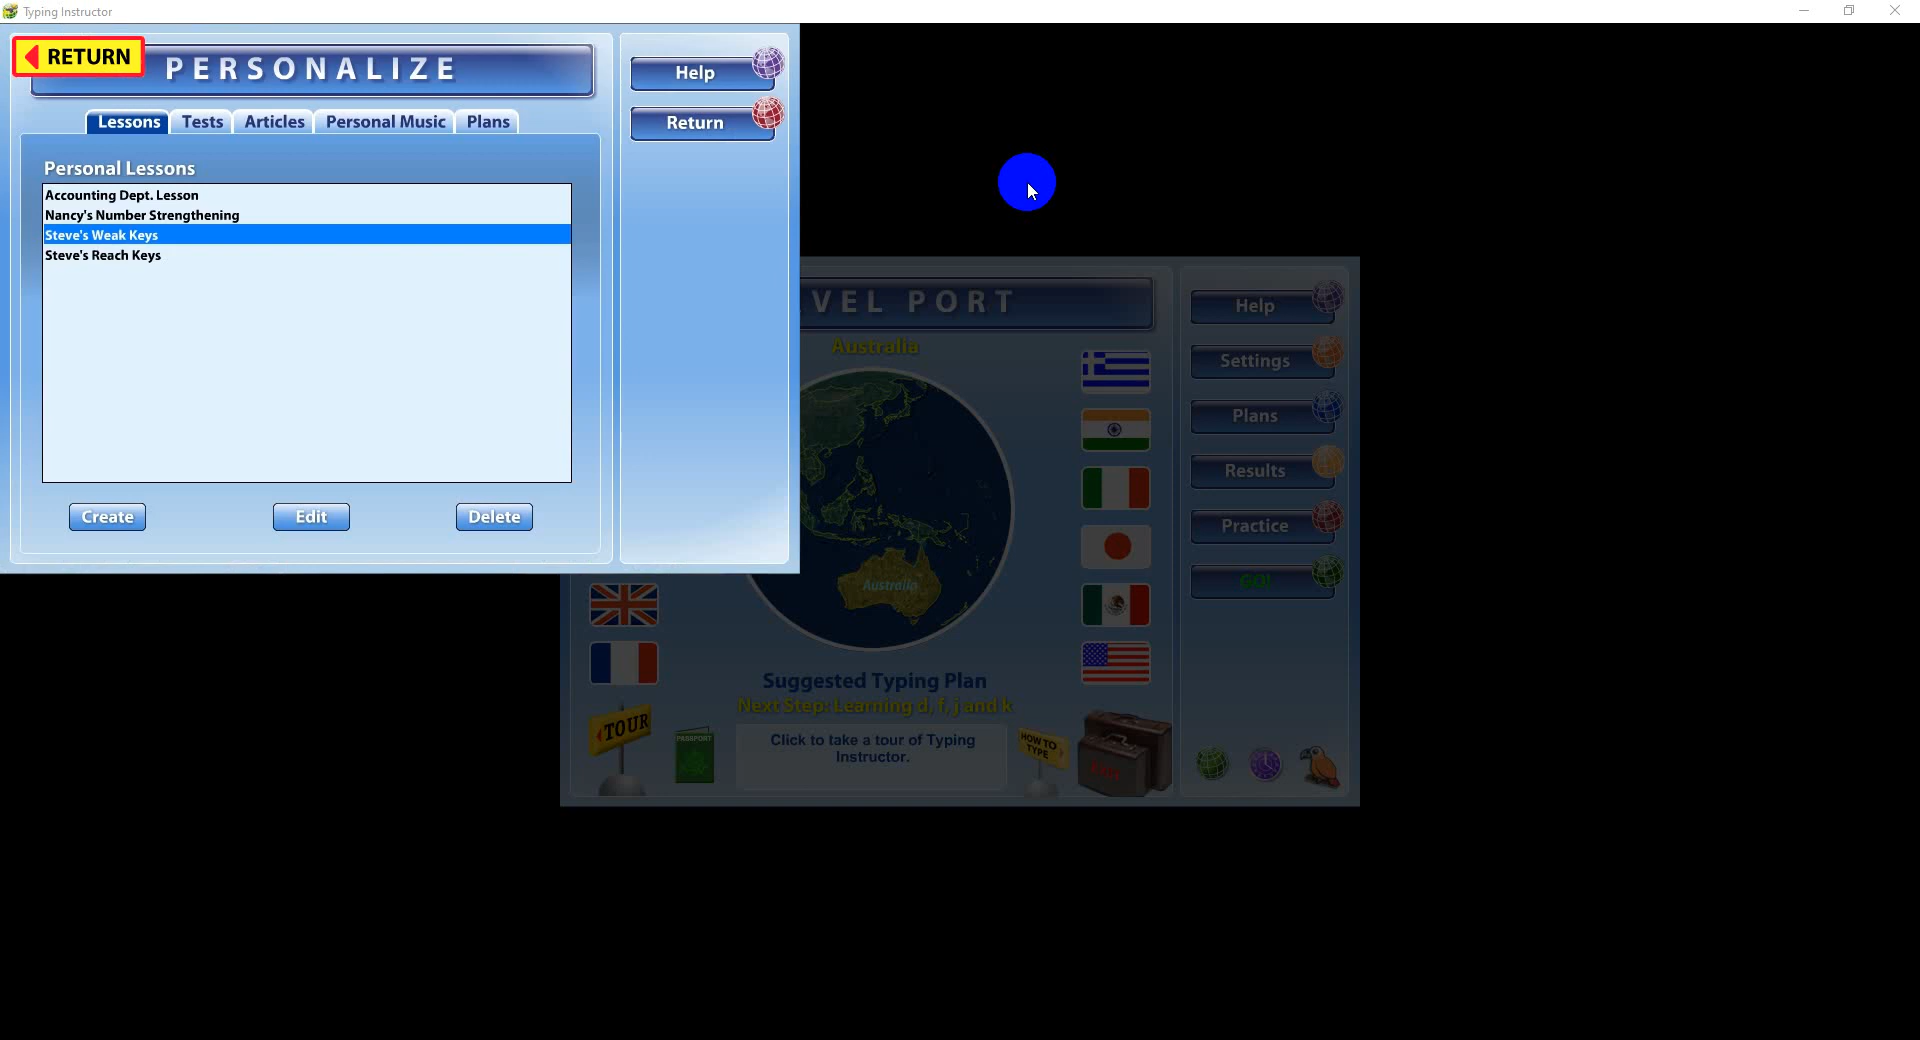 Typing Instructor
RETURN
PERSONALIZE
Help
Return
Lessons Tests Articles Personal Music Plans
Personal Lessons
Accounting Dept. Lesson
Nancy's Number Strengthening
Steve's Weak Keys
Steve's Reach Keys
Create Edit Delete
VEL PORT
Australia
Australia
Help
Settings
Plans
Results
Practice
GO!
Suggested Typing Plan
Next Step: Learning d, f, j and k
TOUR
PASSPORT
Click to take a tour of Typing
Instructor.
HOW TO
TYPE
EXIT